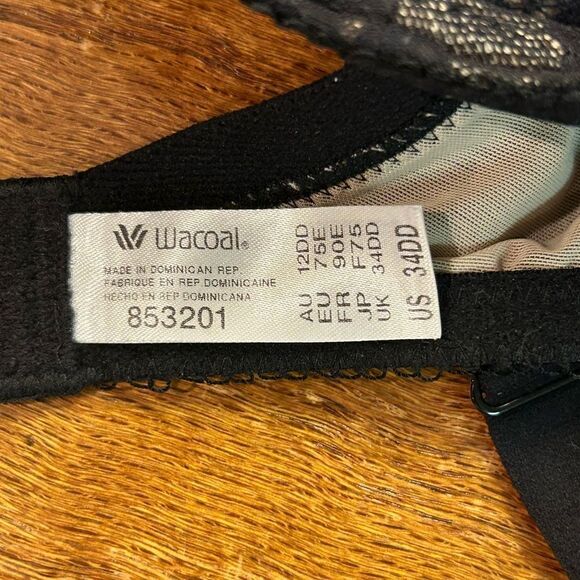 Wacoal®
MADE IN DOMINICAN REP.
FABRIQUÉ EN REP. DOMINICAINE
HECHO EN REP. DOMINICANA
853201
AU 12DD
EU 75E
FR 90E
JP F75
UK 34DD
US 34DD